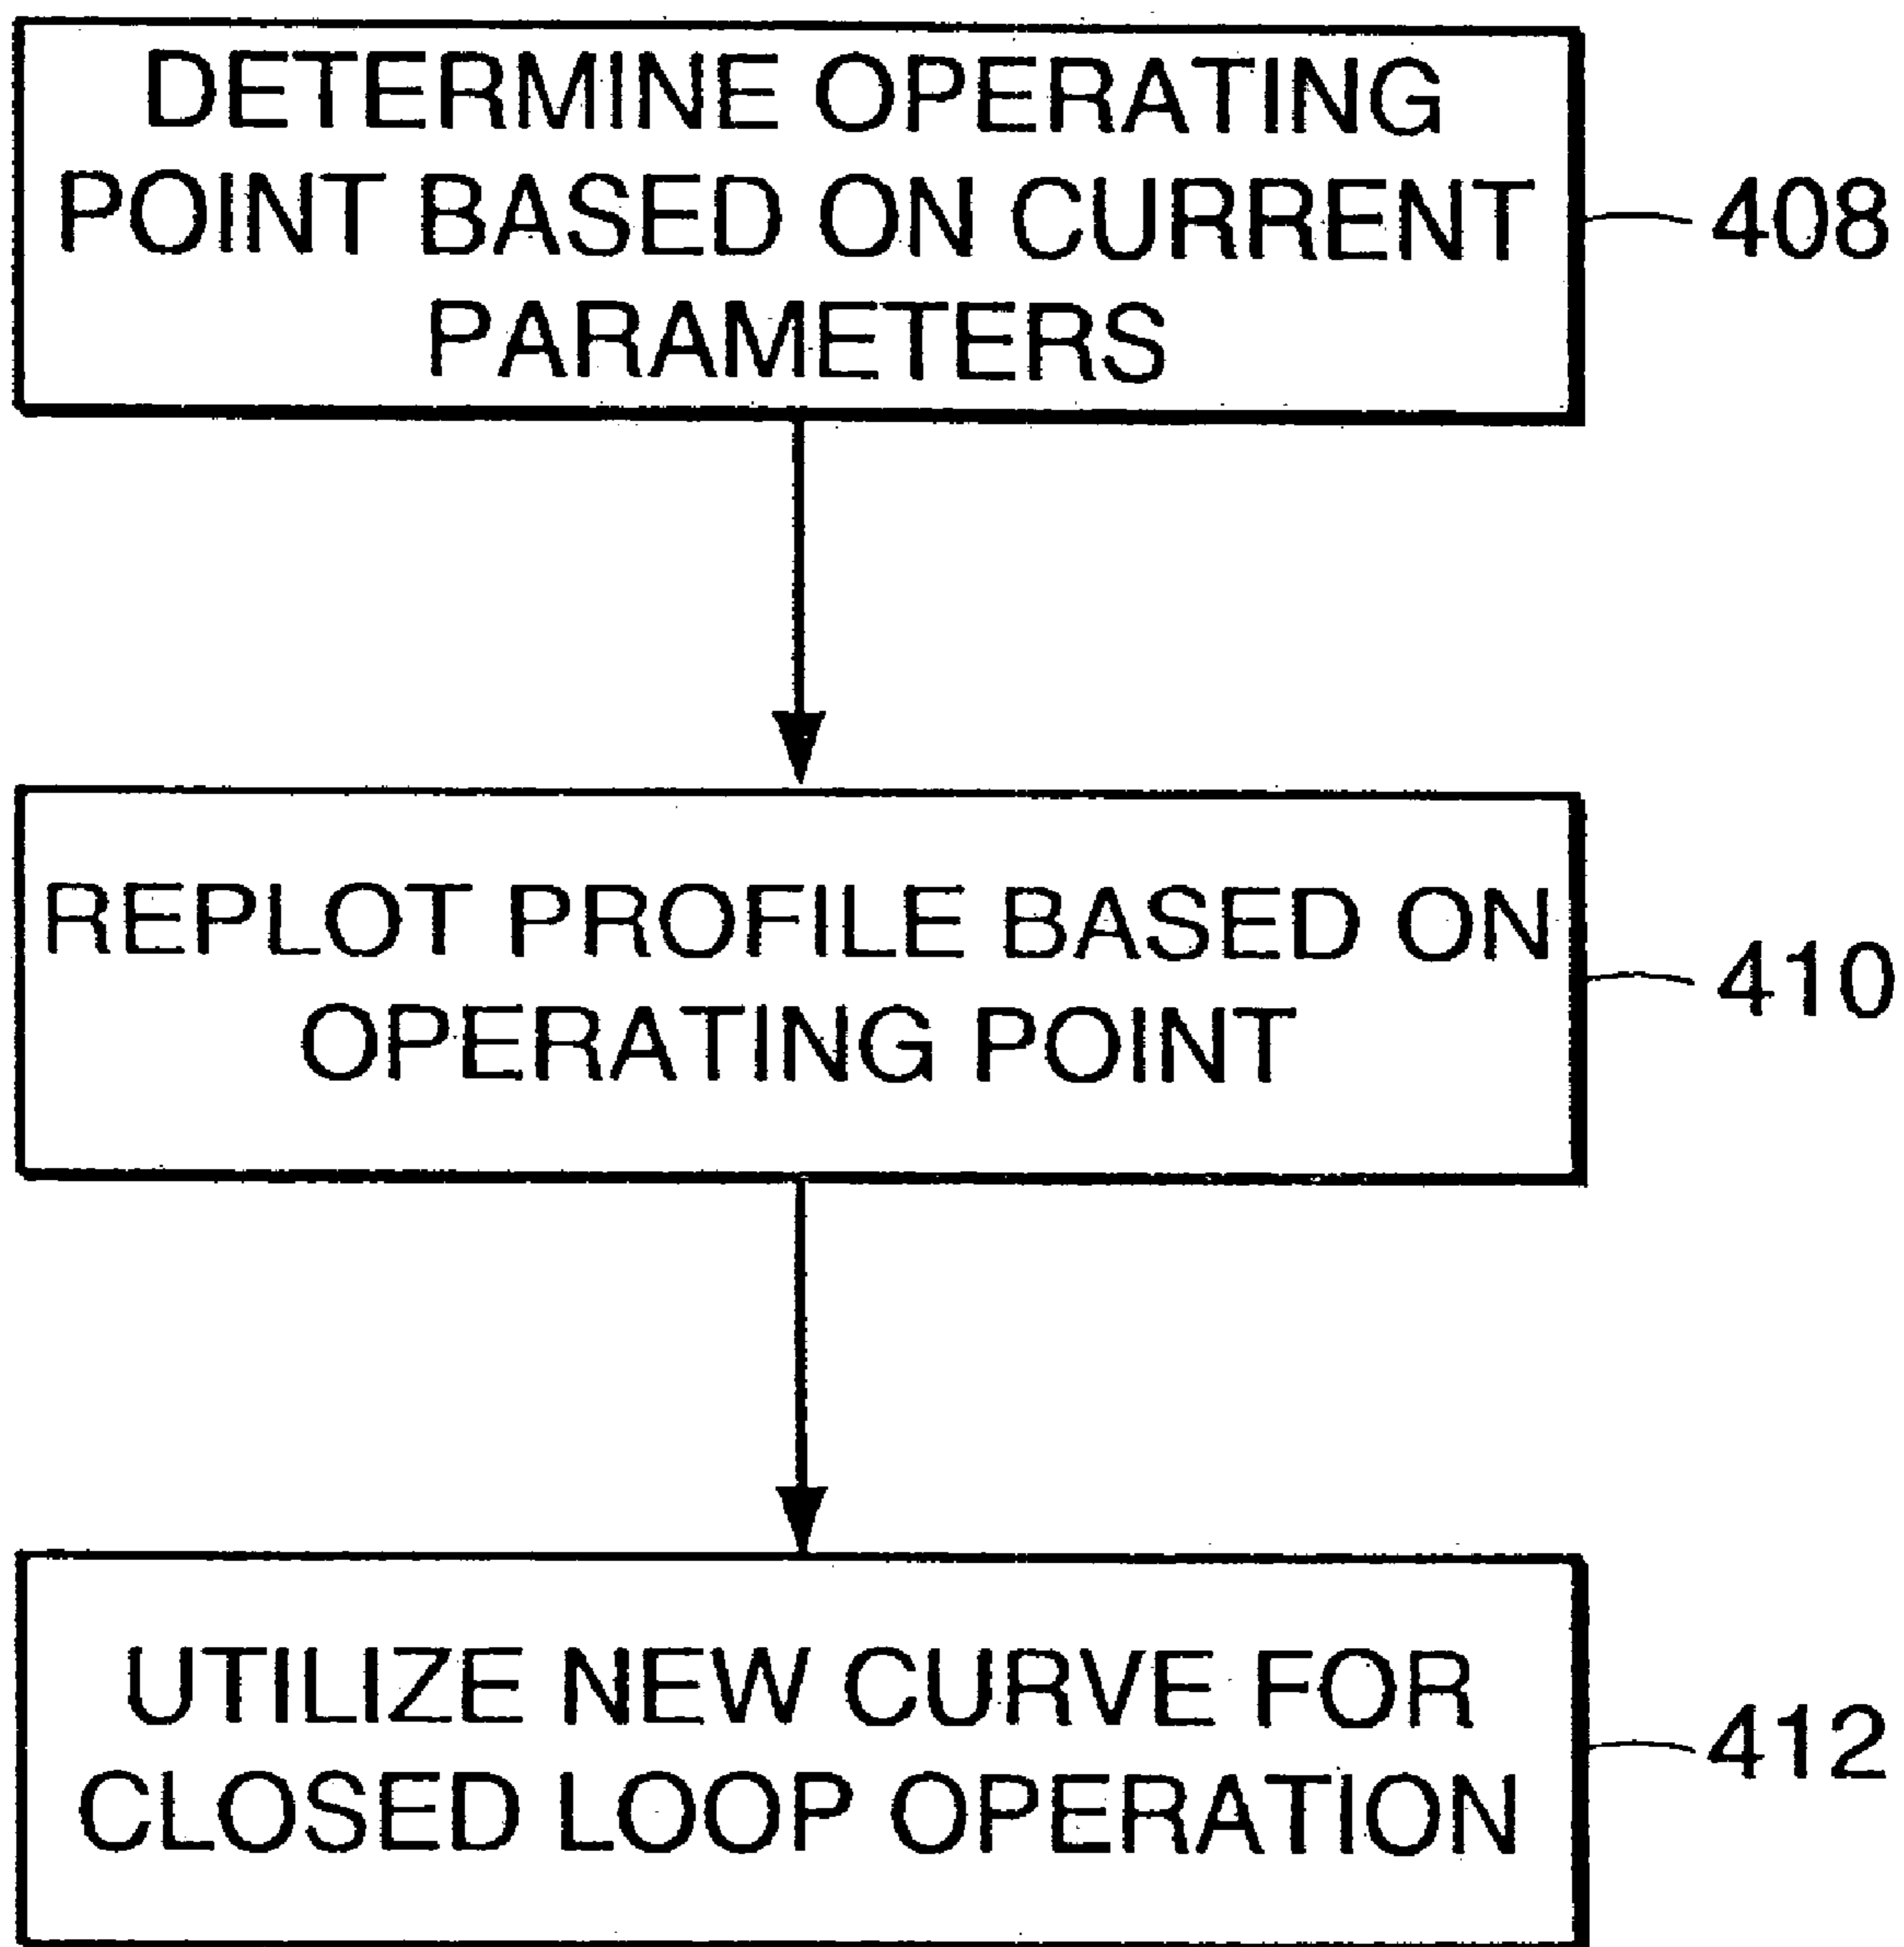 DETERMINE OPERATING
POINT BASED ON CURRENT
PARAMETERS
408
REPLOT PROFILE BASED ON
OPERATING POINT
410
UTILIZE NEW CURVE FOR
CLOSED LOOP OPERATION
412